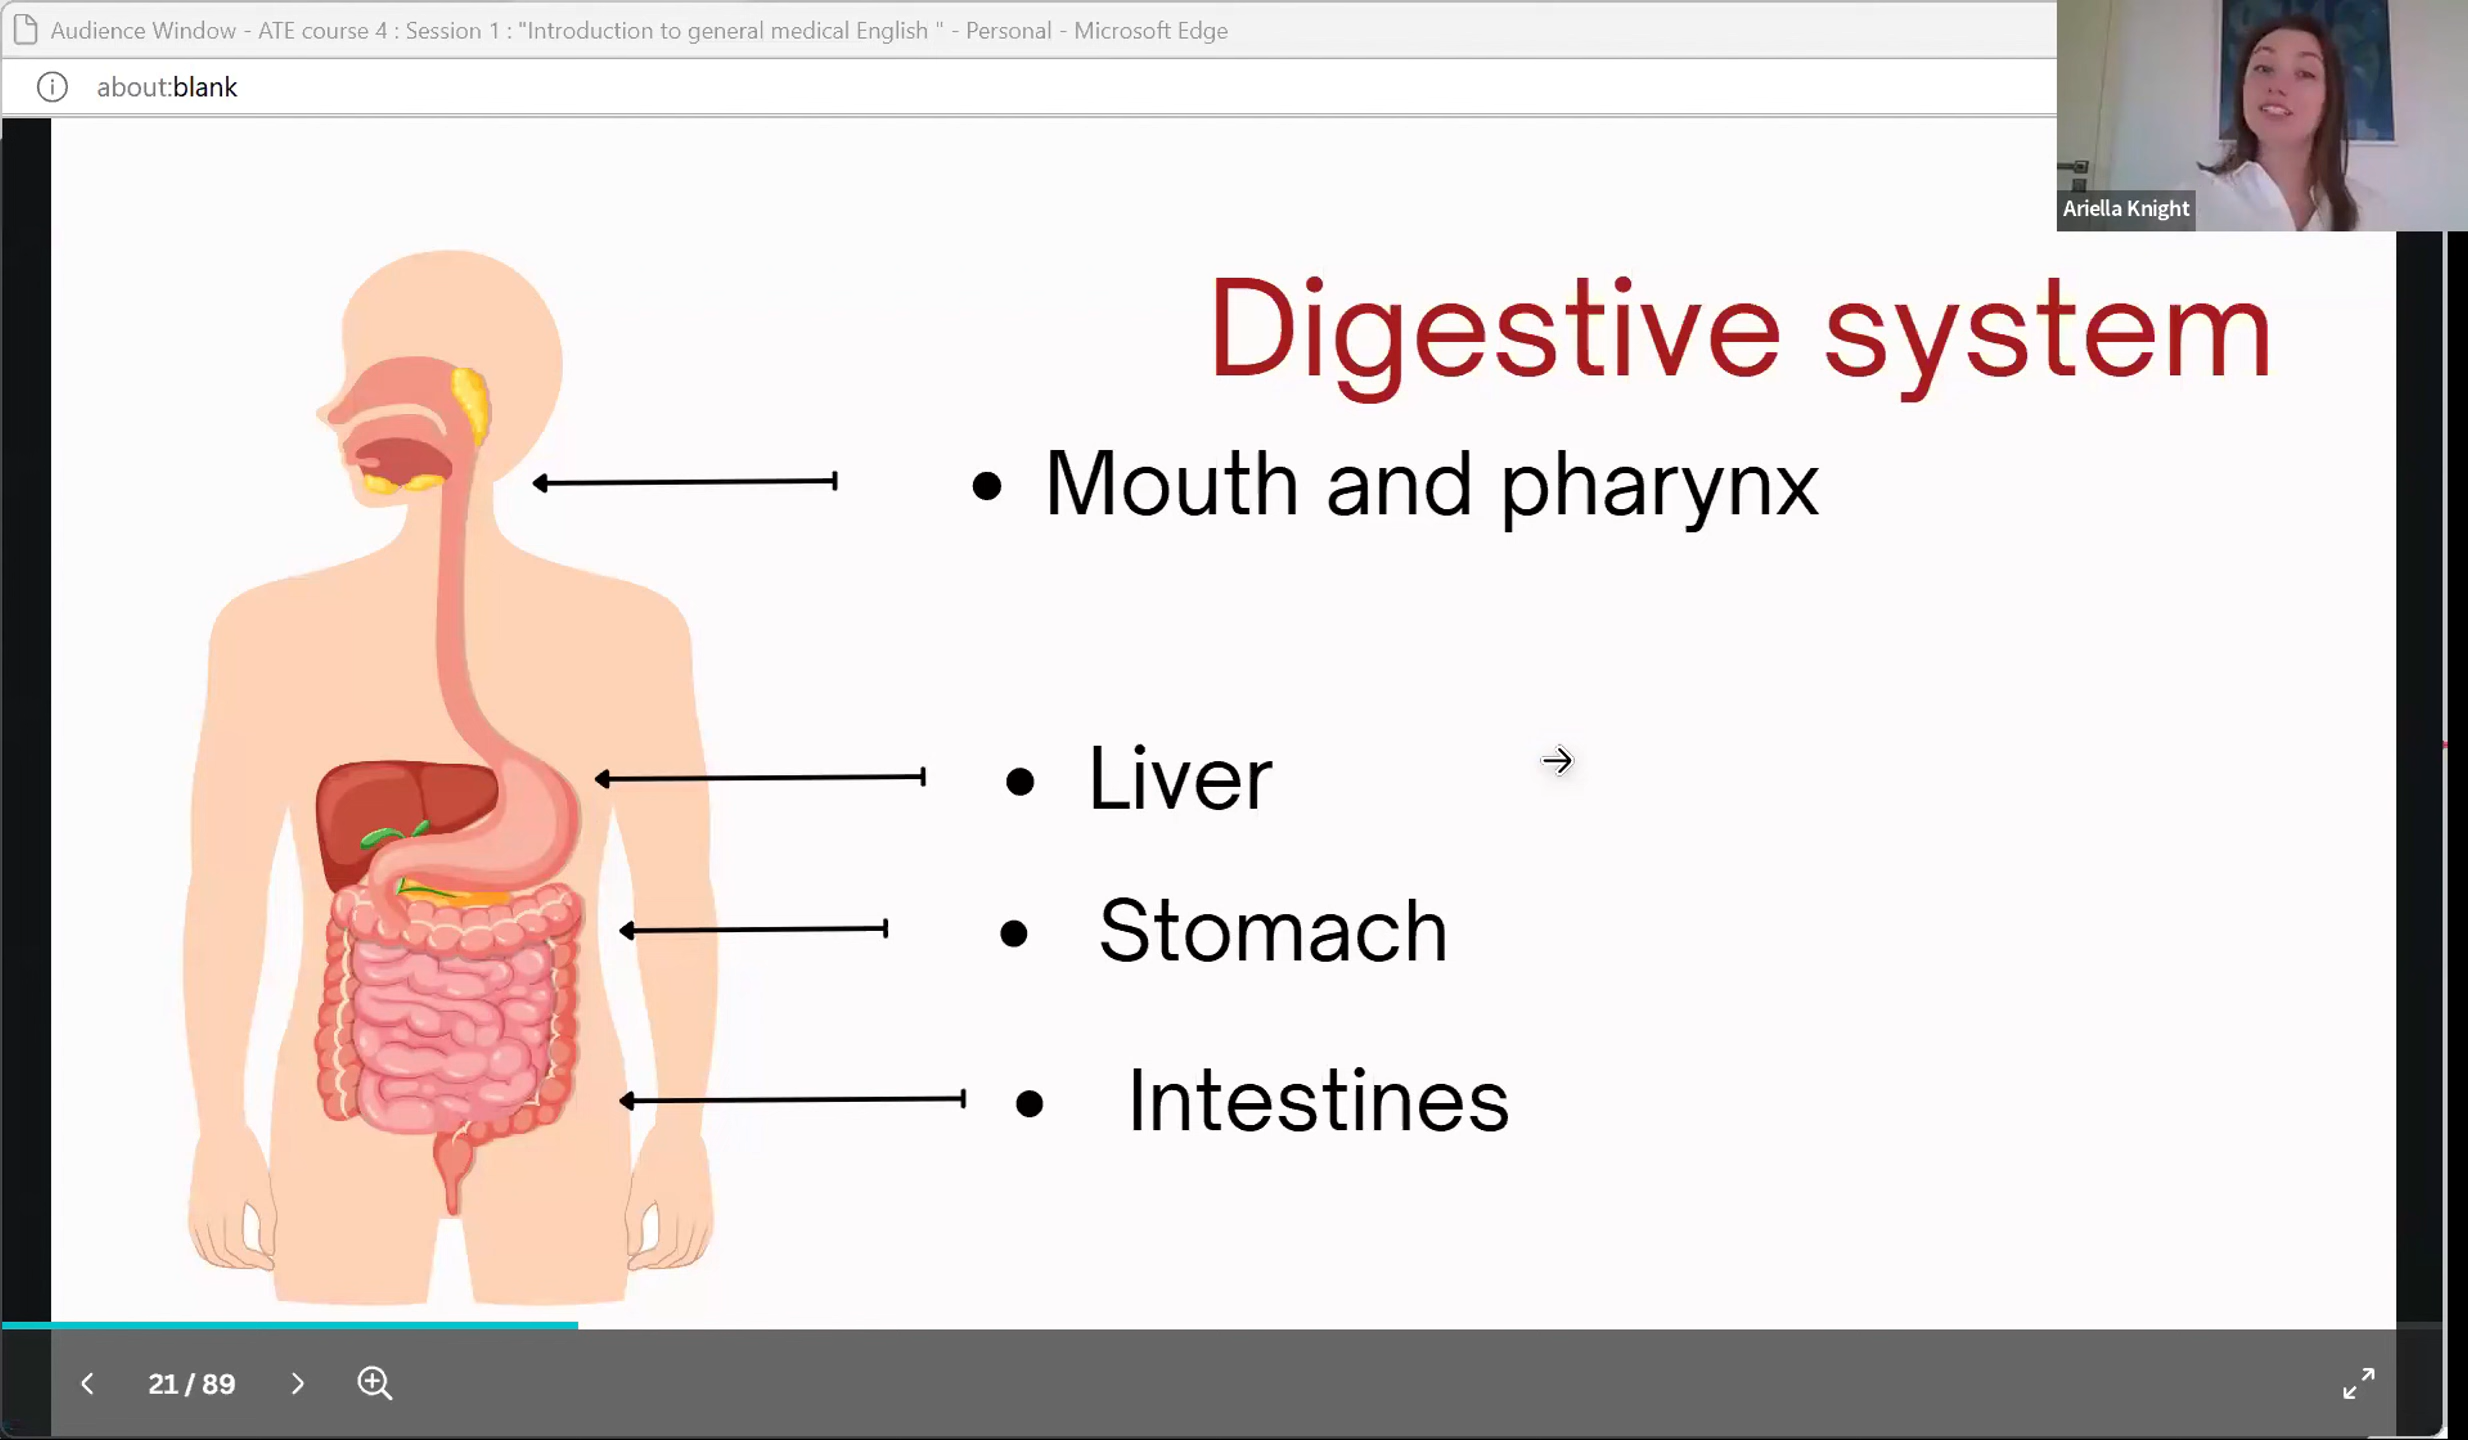 Audience Window - ATE course 4 : Session 1 : "Introduction to general medical English " - Personal - Microsoft Edge
about:blank
Ariella Knight
Digestive system
• Mouth and pharynx
• Liver
• Stomach
• Intestines
21 / 89